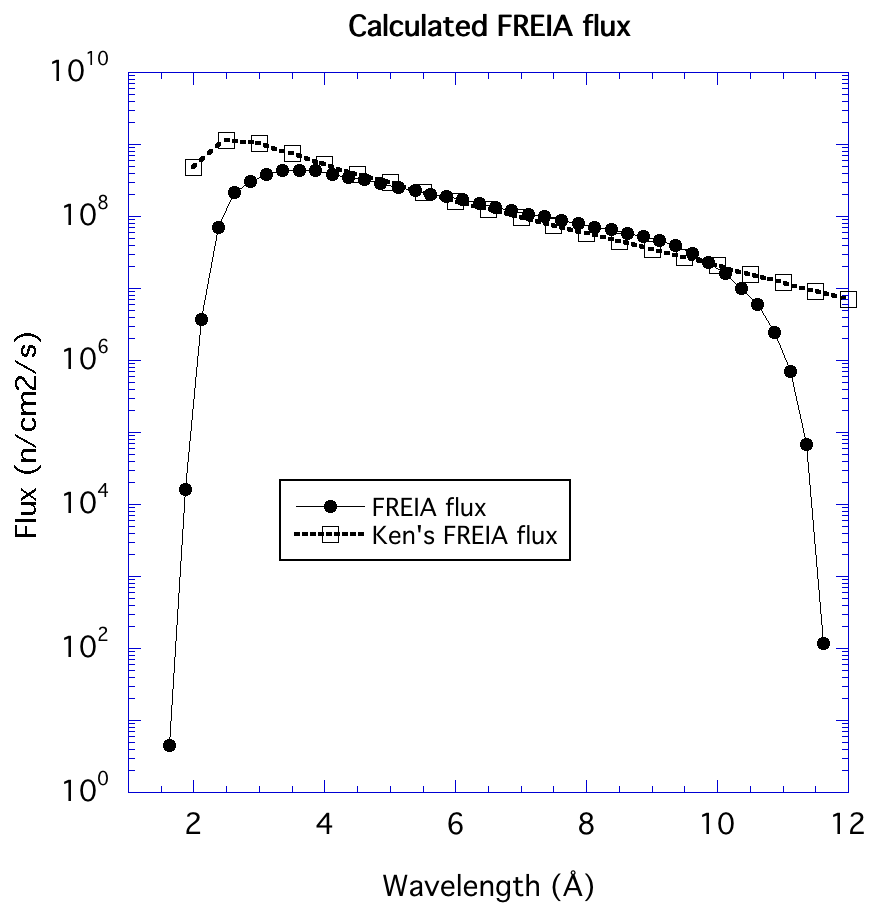 Calculated FREIA flux
10^10
10^8
10^6
10^4
10^2
10^0
Flux (n/cm2/s)
FREIA flux
Ken's FREIA flux
2 4 6 8 10 12
Wavelength (Å)